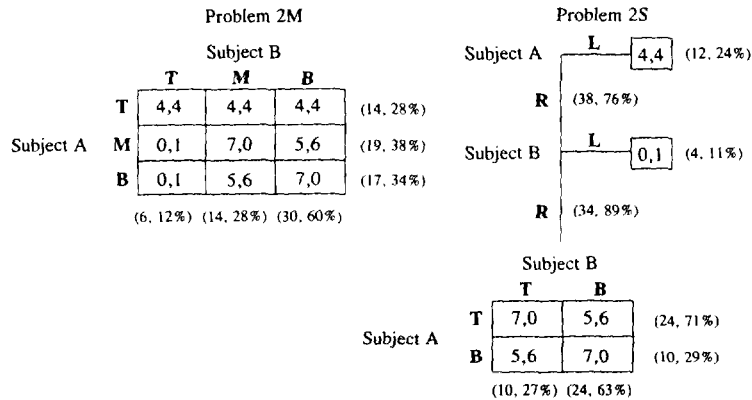 Problem 2M
Subject B
T M B
T 4,4 4,4 4,4 (14, 28%)
Subject A M 0,1 7,0 5,6 (19, 38%)
B 0,1 5,6 7,0 (17, 34%)
(6, 12%) (14, 28%) (30, 60%)
Problem 2S
Subject A L 4,4 (12, 24%)
R (38, 76%)
Subject B L 0,1 (4, 11%)
R (34, 89%)
Subject B
T B
T 7,0 5,6 (24, 71%)
Subject A
B 5,6 7,0 (10, 29%)
(10, 27%) (24, 63%)